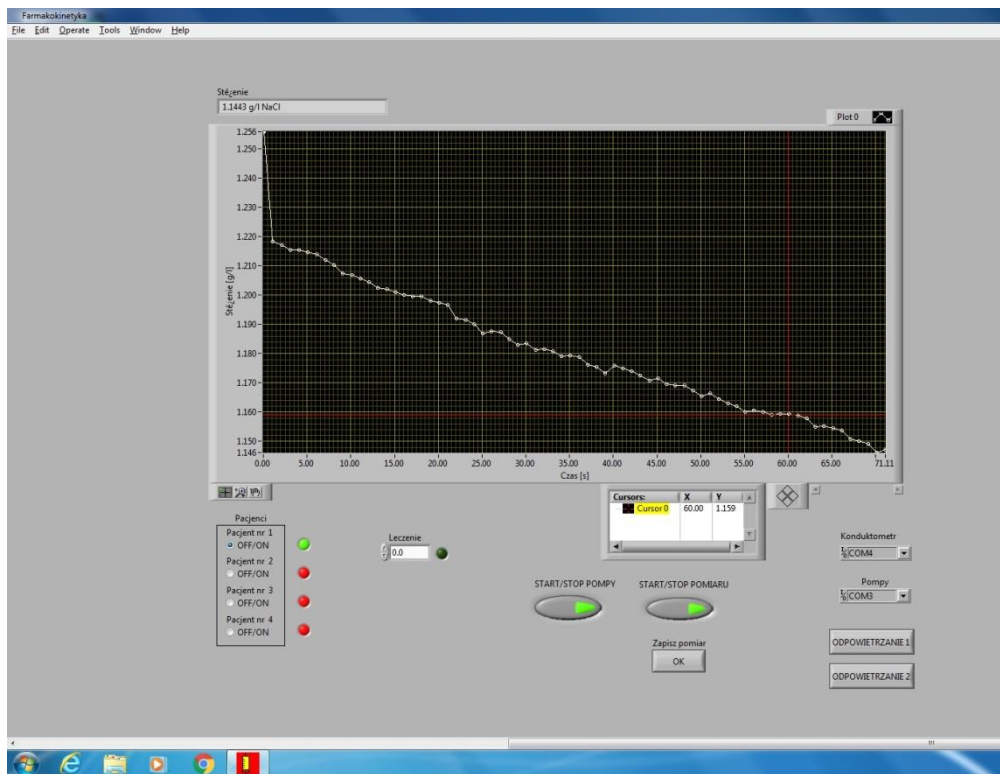 Farmakokinetyka
File Edit Operate Tools Window Help
Sté¿enie
1.1443 g/l NaCl
Plot 0
1.256
1.250
1.240
1.230
1.220
1.210
1.200
1.190
1.180
1.170
1.160
1.150
1.146
Sté¿enie [g/l]
0.00 5.00 10.00 15.00 20.00 25.00 30.00 35.00 40.00 45.00 50.00 55.00 60.00 65.00 71.11
Czas [s]
Cursors: X Y
Cursor 0 60.00 1.159
Pacjenci
Pacjent nr 1
OFF/ON
Pacjent nr 2
OFF/ON
Pacjent nr 3
OFF/ON
Pacjent nr 4
OFF/ON
Leczenie
0.0
START/STOP POMPY
START/STOP POMIARU
Zapisz pomiar
OK
Konduktometr
COM4
Pompy
COM3
ODPOWIETRZANIE 1
ODPOWIETRZANIE 2